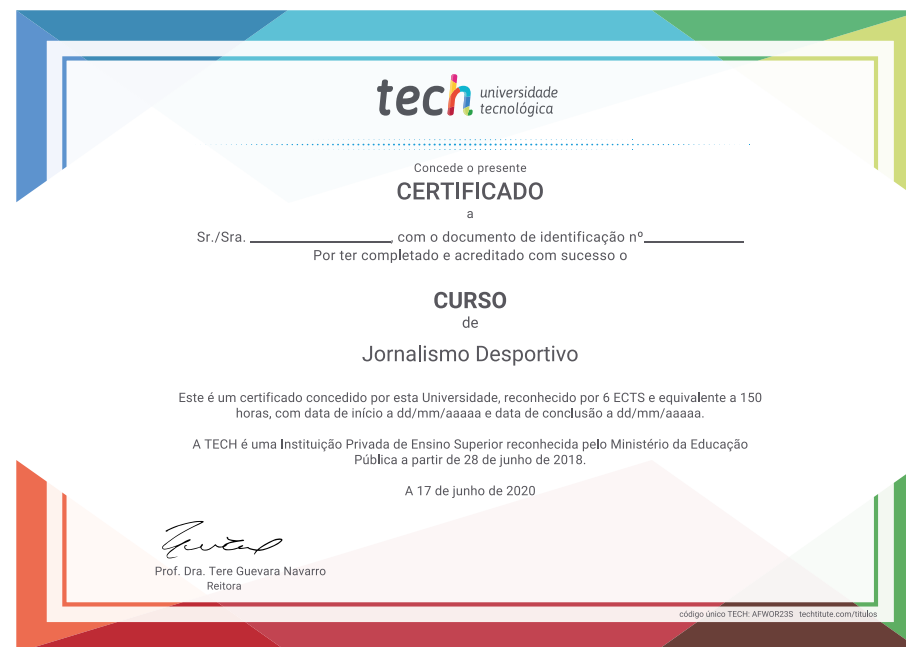 tech universidade
tecnológica
Concede o presente
CERTIFICADO
a
Sr./Sra. ________________, com o documento de identificação nº____________
Por ter completado e acreditado com sucesso o
CURSO
de
Jornalismo Desportivo
Este é um certificado concedido por esta Universidade, reconhecido por 6 ECTS e equivalente a 150
horas, com data de início a dd/mm/aaaaa e data de conclusão a dd/mm/aaaaa.
A TECH é uma Instituição Privada de Ensino Superior reconhecida pelo Ministério da Educação
Pública a partir de 28 de junho de 2018.
A 17 de junho de 2020
Prof. Dra. Tere Guevara Navarro
Reitora
código único TECH: AFWOR23S techtitute.com/titulos